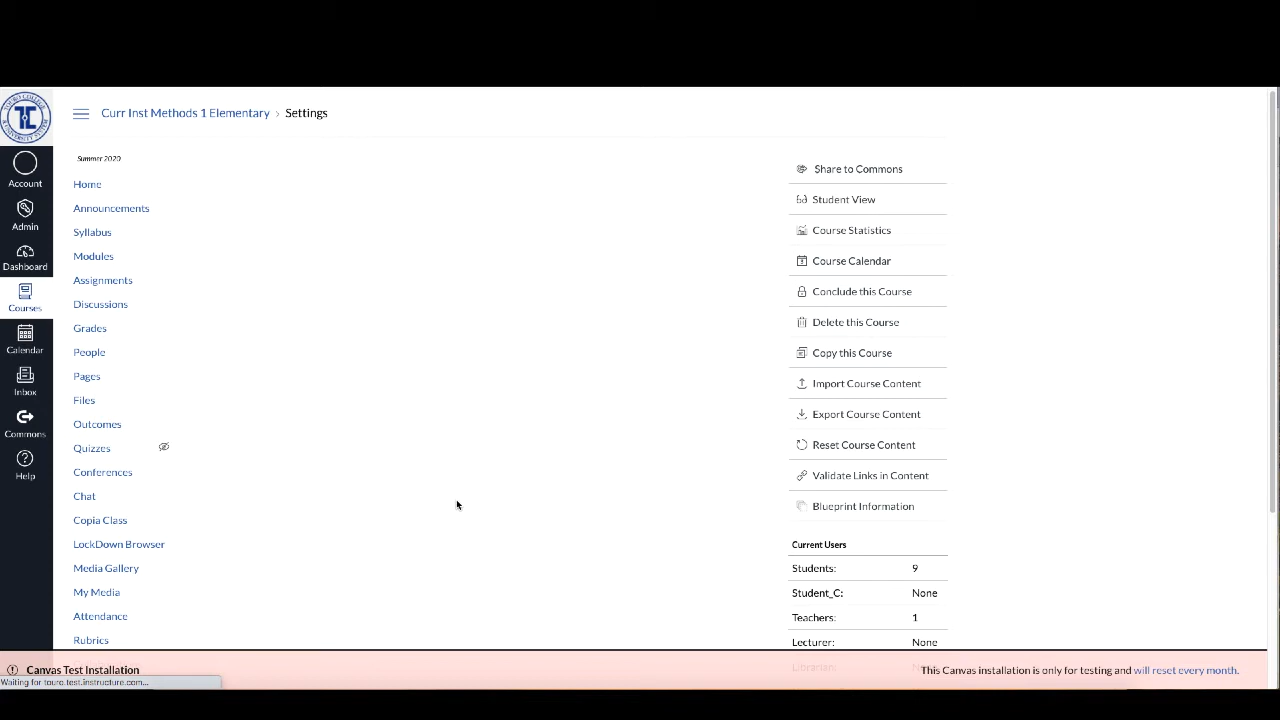 Curr Inst Methods 1 Elementary › Settings
Summer 2020
Account
Admin
Dashboard
Courses
Calendar
Inbox
Commons
Help
Home
Announcements
Syllabus
Modules
Assignments
Discussions
Grades
People
Pages
Files
Outcomes
Quizzes
Conferences
Chat
Copia Class
LockDown Browser
Media Gallery
My Media
Attendance
Rubrics
Share to Commons
Student View
Course Statistics
Course Calendar
Conclude this Course
Delete this Course
Copy this Course
Import Course Content
Export Course Content
Reset Course Content
Validate Links in Content
Blueprint Information
Current Users
Students: 9
Student_C: None
Teachers: 1
Lecturer: None
Librarian:
Canvas Test Installation
This Canvas installation is only for testing and will reset every month.
Waiting for touro.test.instructure.com...